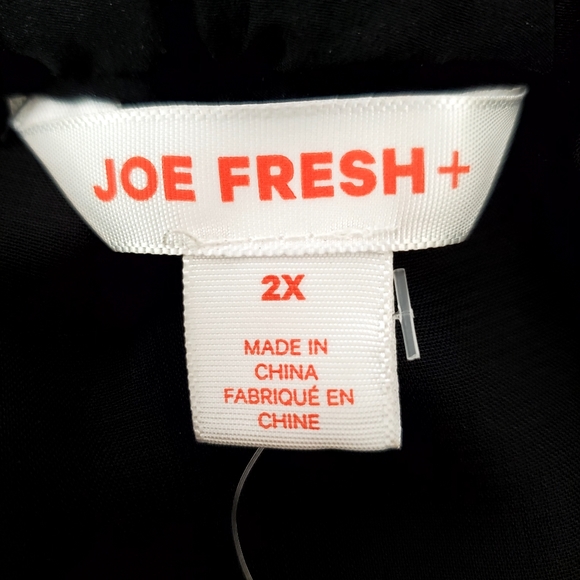 JOE FRESH+
2X
MADE IN
CHINA
FABRIQUÉ EN
CHINE